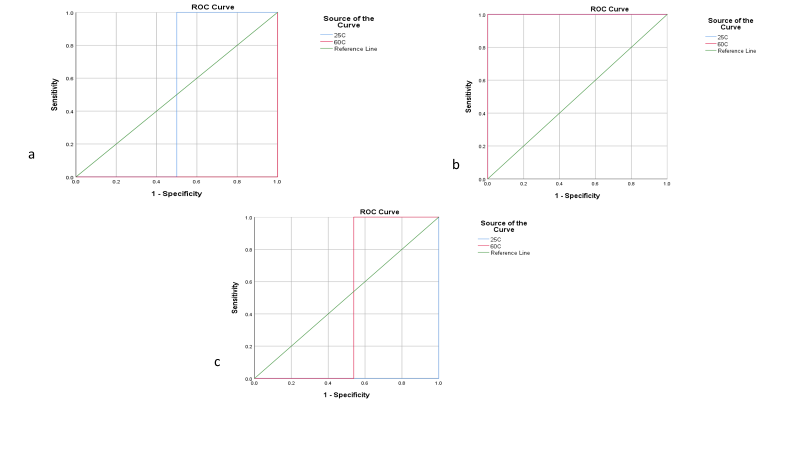 ROC Curve
Source of the
Curve
25C
60C
Reference Line
1.0
0.8
0.6
0.4
0.2
0.0
Sensitivity
0.0 0.2 0.4 0.6 0.8 1.0
1 - Specificity
a
ROC Curve
Source of the
Curve
25C
60C
Reference Line
1.0
0.8
0.6
0.4
0.2
0.0
Sensitivity
0.0 0.2 0.4 0.6 0.8 1.0
1 - Specificity
b
ROC Curve
Source of the
Curve
25C
60C
Reference Line
1.0
0.8
0.6
0.4
0.2
0.0
Sensitivity
0.0 0.2 0.4 0.6 0.8 1.0
1 - Specificity
c